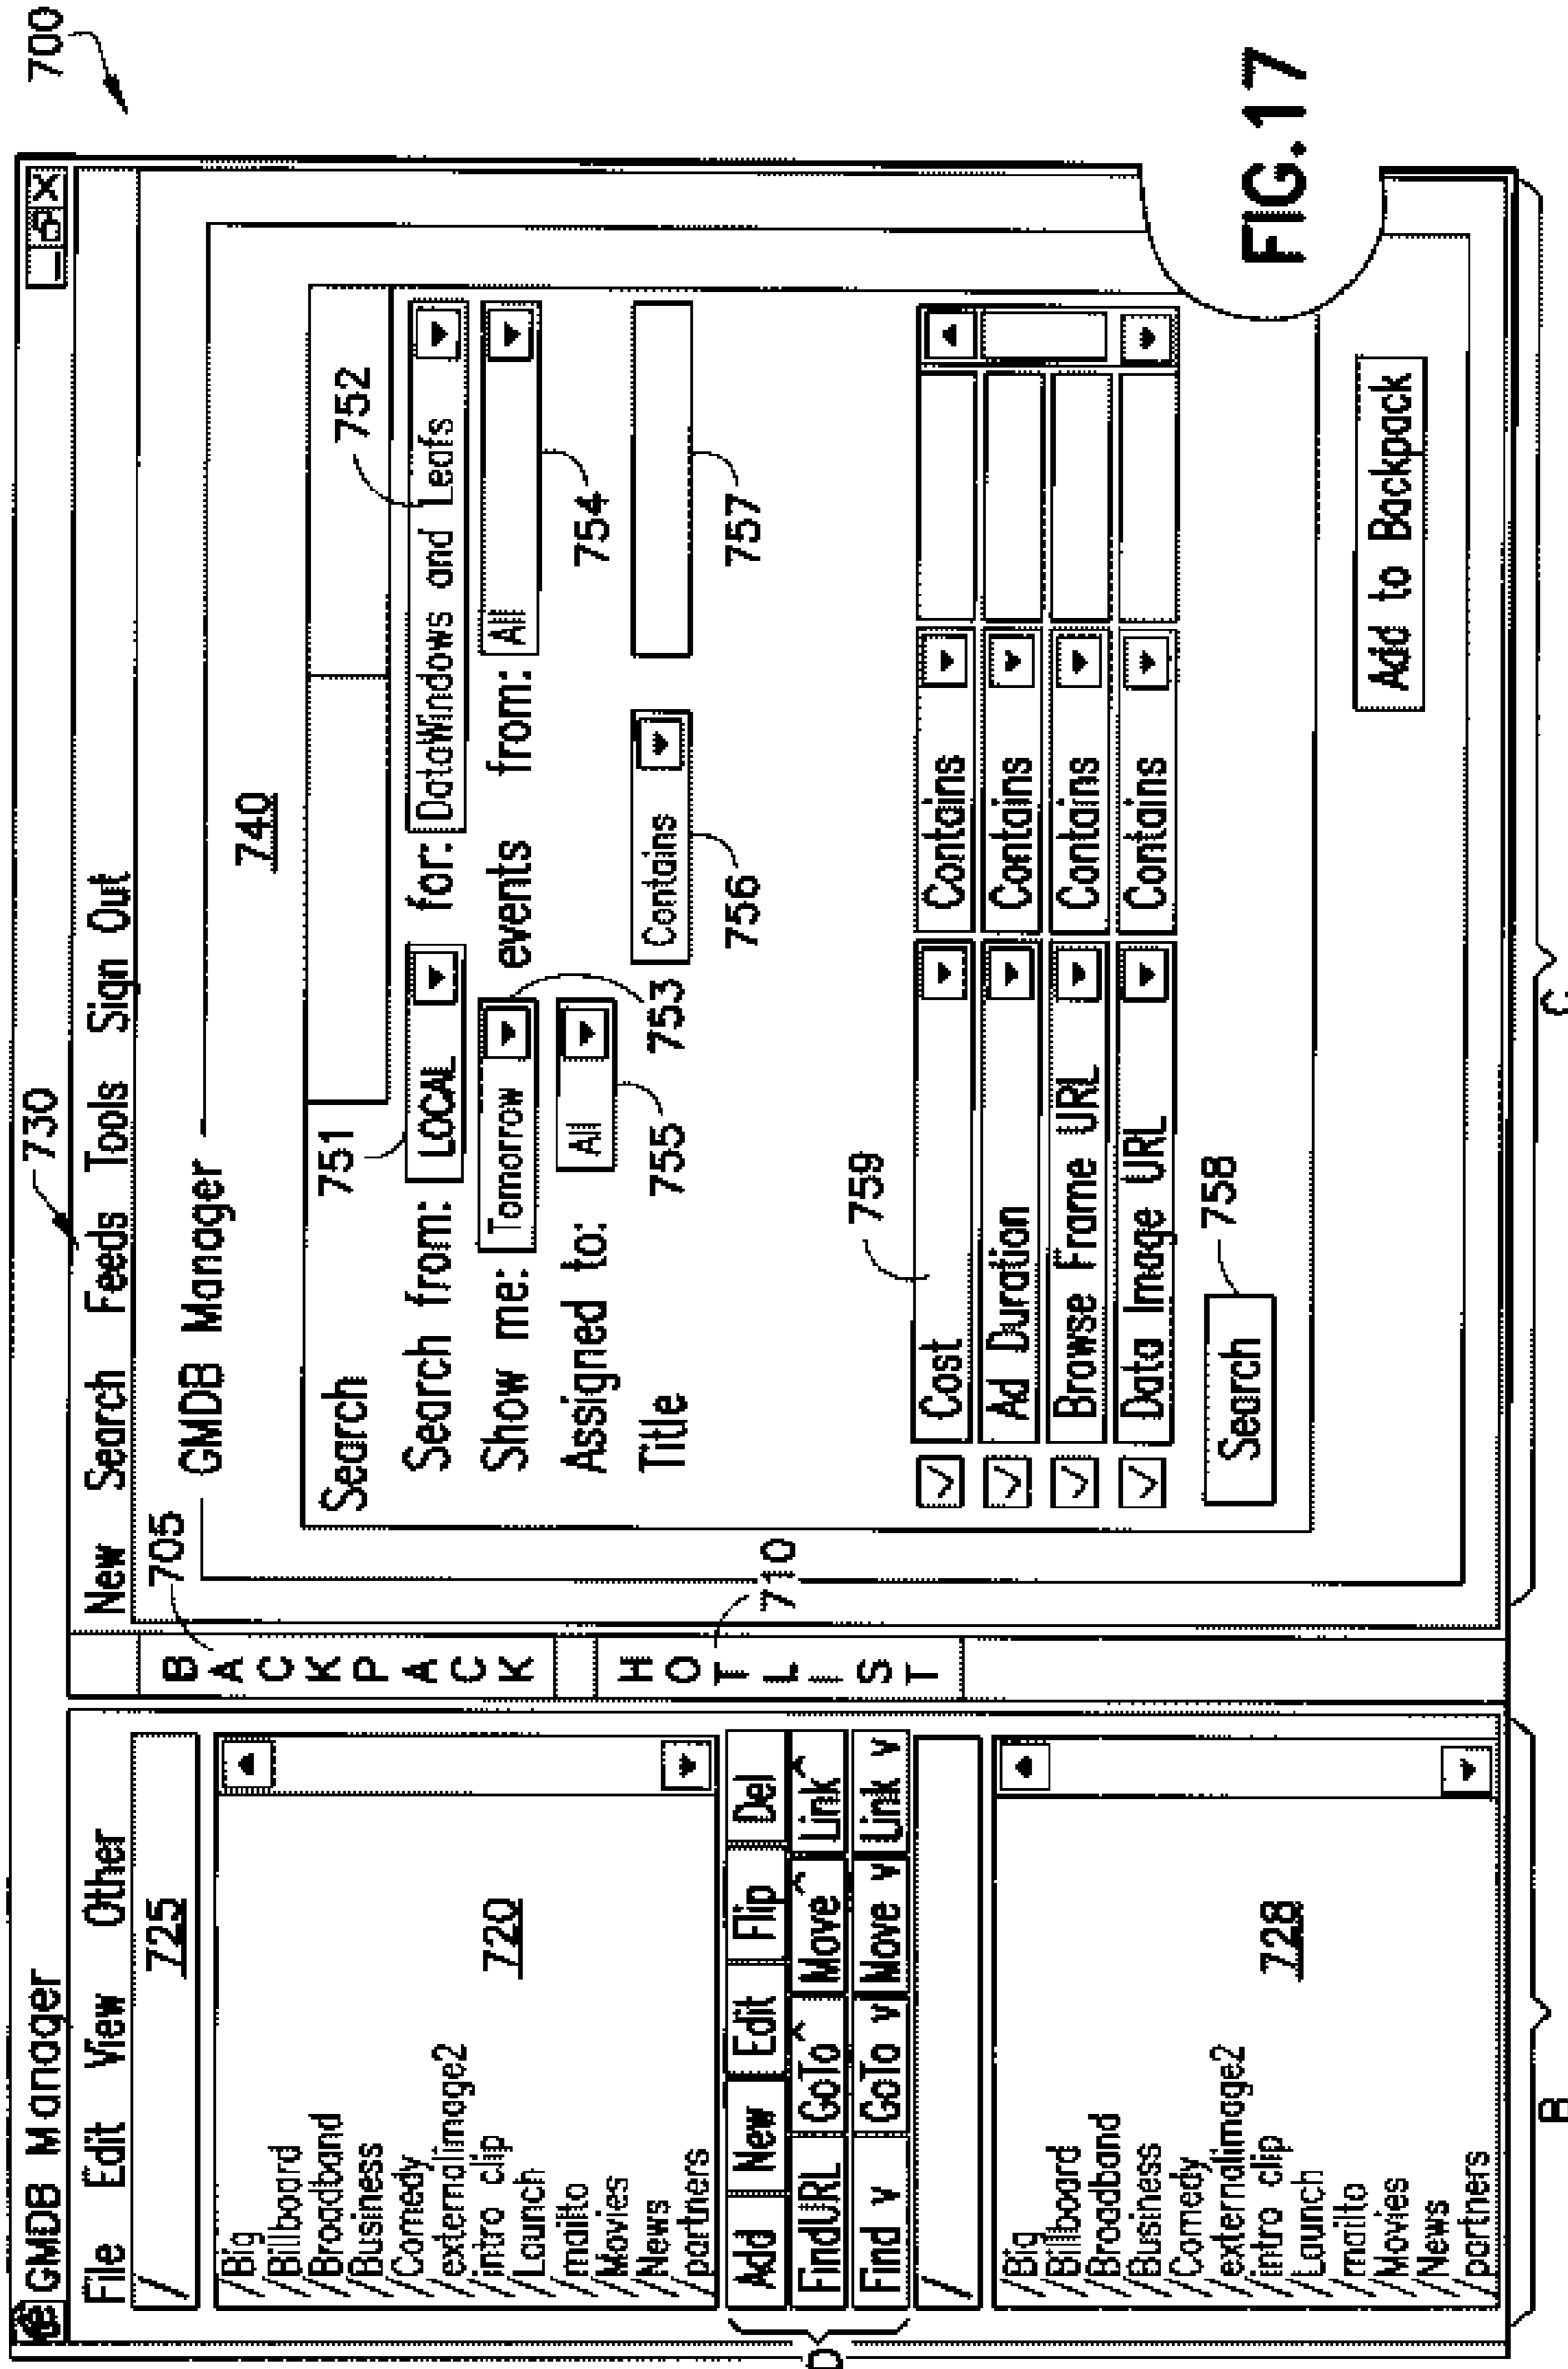 700
GMDB Manager
File Edit View Other
New Search Feeds Tools Sign Out
730
725
/
720
/Big
/Billboard
/Broadband
/Business
/Comedy
/externalimage2
/intro clip
/Launch
/mailto
/Movies
/News
/partners
Add New Edit Flip Del
FindURL GoTo ^ Move ^ Link ^
Find v GoTo v Move v Link v
D
/
728
/Big
/Billboard
/Broadband
/Business
/Comedy
/externalimage2
/intro clip
/Launch
/mailto
/Movies
/News
/partners
B
BACKPACK
705
HOTLIST
710
GMDB Manager
740
Search
751
752
Search from: LOCAL for: DataWindows and Leafs
Show me: Tomorrow events from: All
753
754
Assigned to: All
755
Title Contains
756
757
759
Cost Contains
Ad Duration Contains
Browse Frame URL Contains
Data Image URL Contains
Search
758
Add to Backpack
C
FIG.17